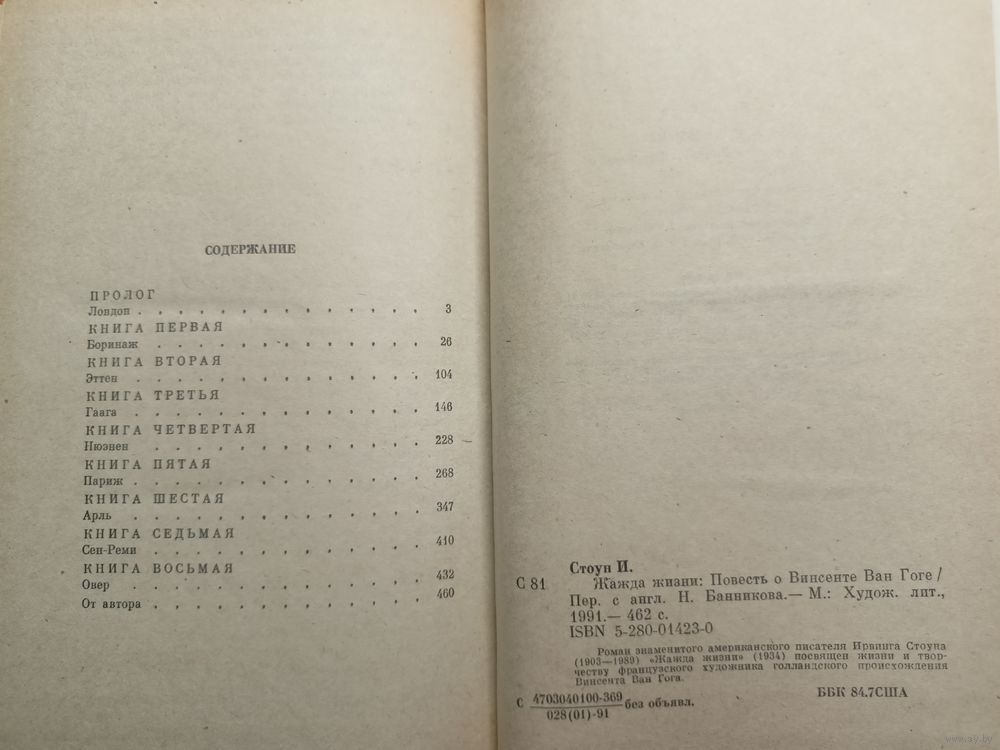 СОДЕРЖАНИЕ
ПРОЛОГ
Лондон . . . . . . . . . . . . . . 3
КНИГА ПЕРВАЯ
Боринаж . . . . . . . . . . . . . 26
КНИГА ВТОРАЯ
Эттен . . . . . . . . . . . . . . 104
КНИГА ТРЕТЬЯ
Гаага . . . . . . . . . . . . . . 146
КНИГА ЧЕТВЕРТАЯ
Нюэнен . . . . . . . . . . . . . 228
КНИГА ПЯТАЯ
Париж . . . . . . . . . . . . . . 268
КНИГА ШЕСТАЯ
Арль . . . . . . . . . . . . . . 347
КНИГА СЕДЬМАЯ
Сен-Реми . . . . . . . . . . . . . 410
КНИГА ВОСЬМАЯ
Овер . . . . . . . . . . . . . . 432
От автора . . . . . . . . . . . . . 460
Стоун И.
С 81 Жажда жизни: Повесть о Винсенте Ван Гоге /
Пер. с англ. Н. Банникова.— М.: Худож. лит.,
1991.— 462 с.
ISBN 5-280-01423-0
Роман знаменитого американского писателя Ирвинга Стоуна
(1903—1989) «Жажда жизни» (1934) посвящен жизни и твор-
честву французского художника голландского происхождения
Винсента Ван Гога.
С 4703040100-369 без объявл.
028(01)-91
ББК 84.7США
www.ay.by